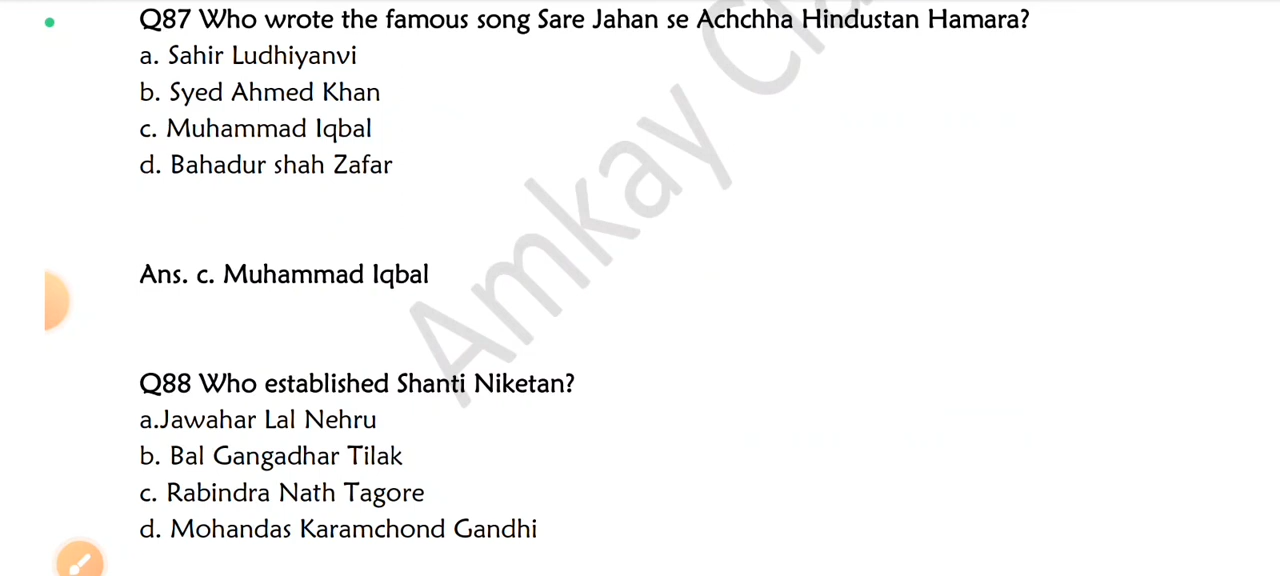 Q87 Who wrote the famous song Sare Jahan se Achchha Hindustan Hamara?
a. Sahir Ludhiyanvi
b. Syed Ahmed Khan
c. Muhammad Iqbal
d. Bahadur shah Zafar
Ans. c. Muhammad Iqbal
Q88 Who established Shanti Niketan?
a.Jawahar Lal Nehru
b. Bal Gangadhar Tilak
c. Rabindra Nath Tagore
d. Mohandas Karamchond Gandhi
Amkay